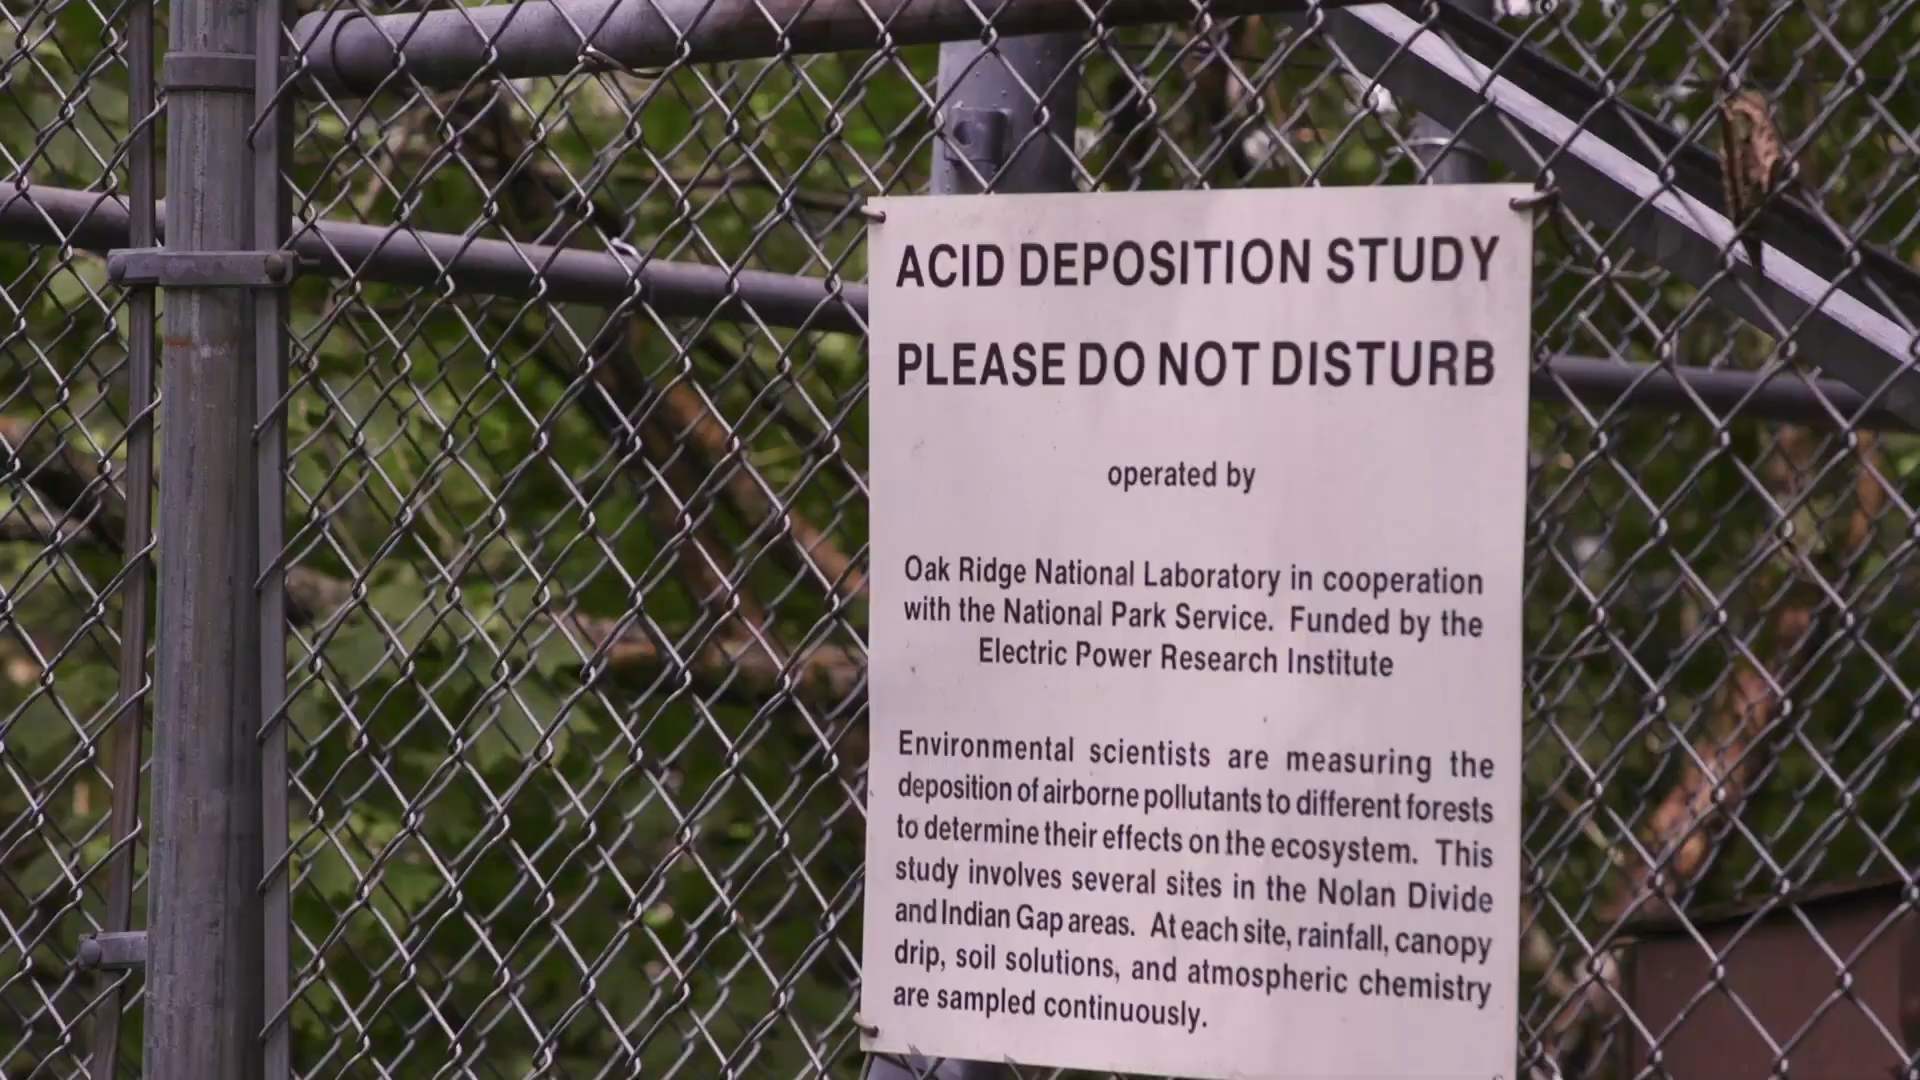 ACID DEPOSITION STUDY
PLEASE DO NOT DISTURB
operated by
Oak Ridge National Laboratory in cooperation
with the National Park Service. Funded by the
Electric Power Research Institute
Environmental scientists are measuring the
deposition of airborne pollutants to different forests
to determine their effects on the ecosystem. This
study involves several sites in the Nolan Divide
and Indian Gap areas. At each site, rainfall, canopy
drip, soil solutions, and atmospheric chemistry
are sampled continuously.